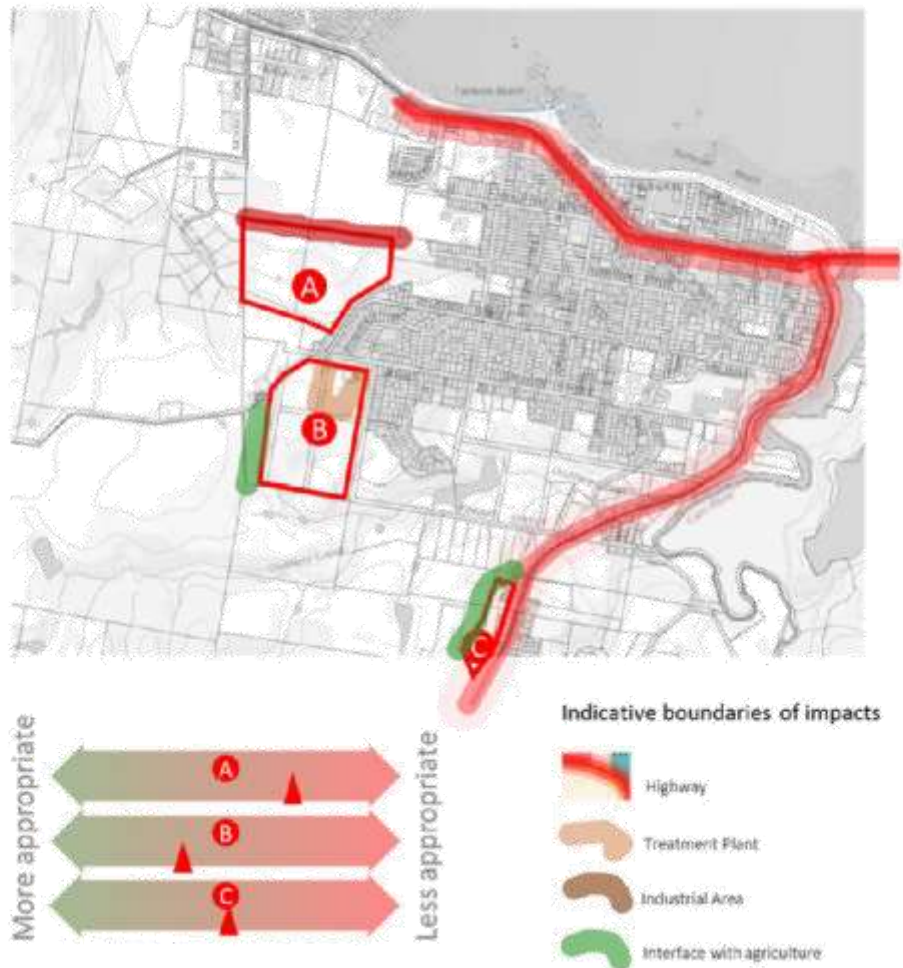 A
B
C
More appropriate
A
B
C
Less appropriate
Indicative boundaries of impacts
Highway
Treatment Plant
Industrial Area
Interface with agriculture